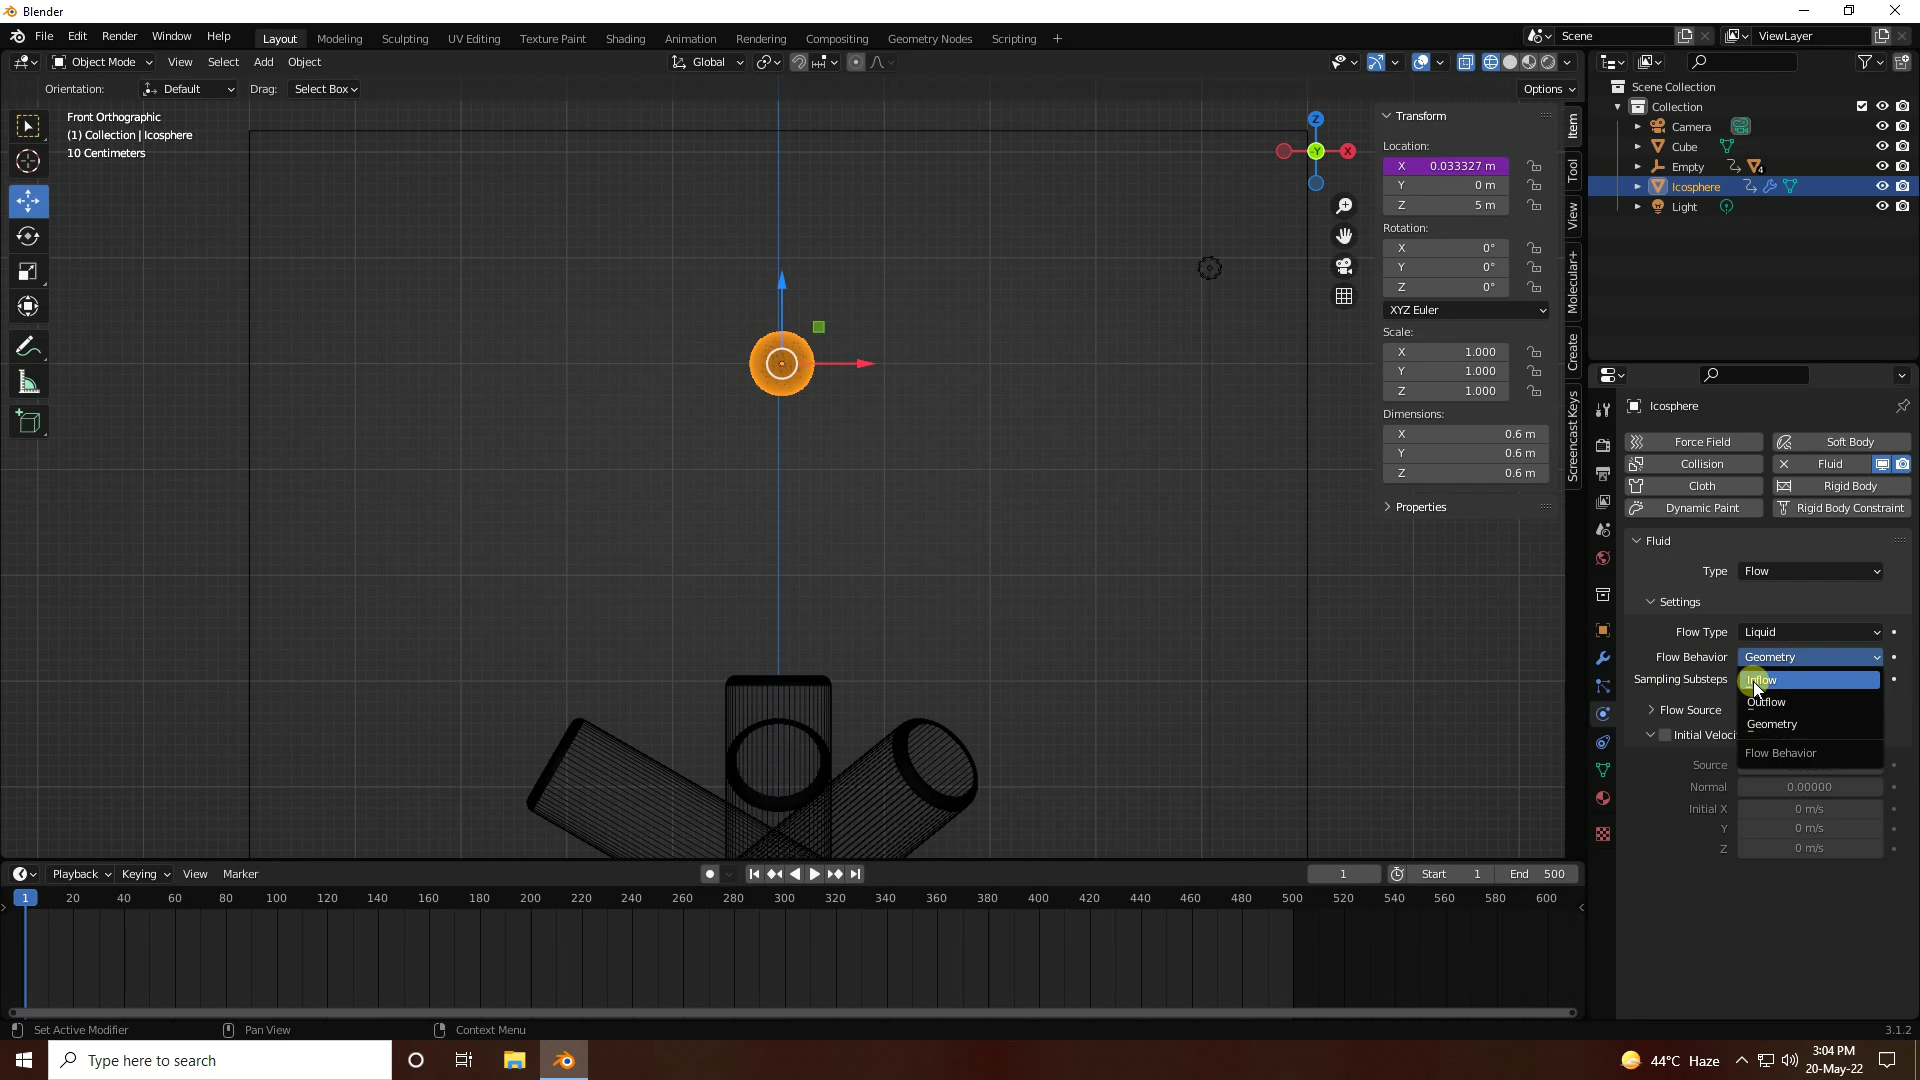 Blender
File Edit Render Window Help
Layout Modeling Sculpting UV Editing Texture Paint Shading Animation Rendering Compositing Geometry Nodes Scripting +
Scene
ViewLayer
Object Mode View Select Add Object
Global
Orientation: Default Drag: Select Box
Options
Front Orthographic
(1) Collection | Icosphere
10 Centimeters
Z
X
-Y
Transform
Location:
X 0.033327 m
Y 0 m
Z 5 m
Rotation:
X 0°
Y 0°
Z 0°
XYZ Euler
Scale:
X 1.000
Y 1.000
Z 1.000
Dimensions:
X 0.6 m
Y 0.6 m
Z 0.6 m
Properties
Item
Tool
View
Molecular+
Create
Screencast Keys
Scene Collection
Collection
Camera
Cube
Empty
4
Icosphere
Light
Icosphere
Force Field Soft Body
Collision Fluid
Cloth Rigid Body
Dynamic Paint Rigid Body Constraint
Fluid
Type Flow
Settings
Flow Type Liquid
Flow Behavior Geometry
Sampling Substeps
Inflow
Outflow
Geometry
Flow Behavior
Flow Source
Initial Veloci
Source
Normal 0.00000
Initial X 0 m/s
Y 0 m/s
Z 0 m/s
Playback Keying View Marker
1
Start 1 End 500
1 20 40 60 80 100 120 140 160 180 200 220 240 260 280 300 320 340 360 380 400 420 440 460 480 500 520 540 560 580 600
Set Active Modifier Pan View Context Menu
3.1.2
Type here to search
44°C Haze
3:04 PM
20-May-22